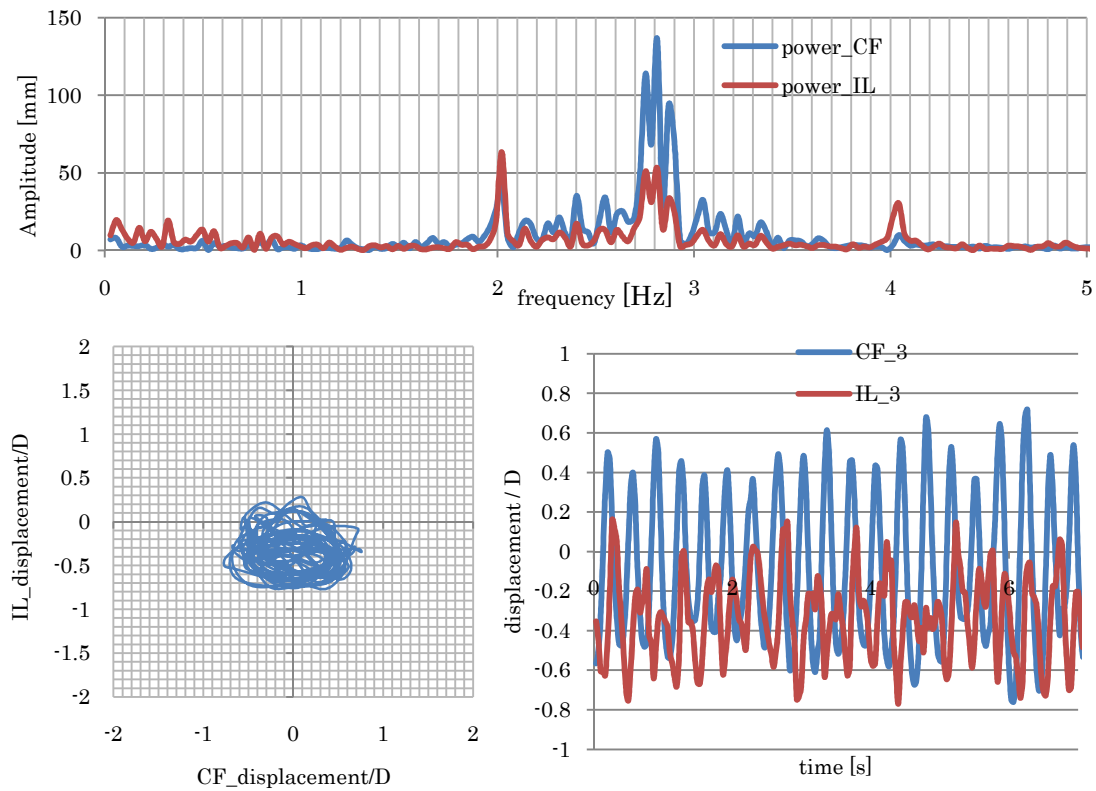 150
100
50
0
Amplitude [mm]
power_CF
power_IL
0 1 2 3 4 5
frequency [Hz]
2
1.5
1
0.5
0
-0.5
-1
-1.5
-2
IL_displacement/D
-2 -1 0 1 2
CF_displacement/D
1
0.8
0.6
0.4
0.2
0
-0.2
-0.4
-0.6
-0.8
-1
displacement / D
CF_3
IL_3
0 2 4 6
time [s]